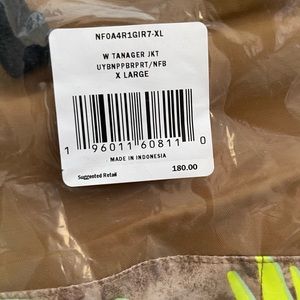 NF0A4R1GIR7-XL
W TANAGER JKT
UYBNPPBRPRT/NFB
X LARGE
1 96011 60811 0
MADE IN INDONESIA
Suggested Retail 180.00